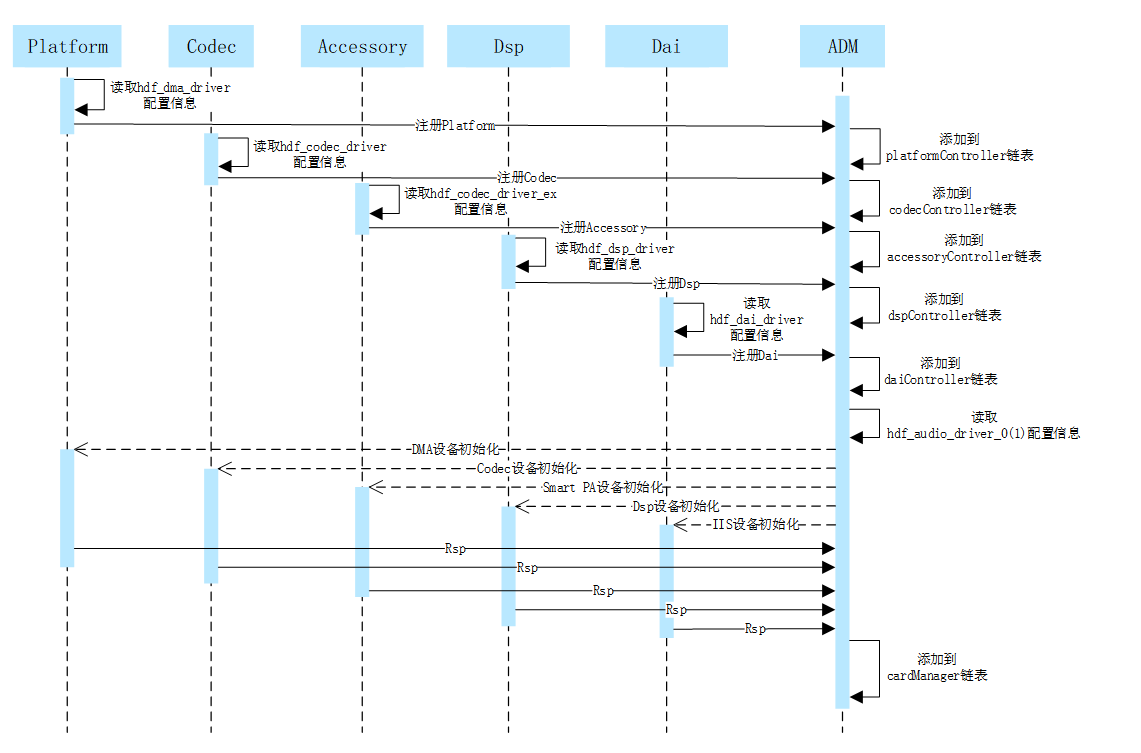 Platform
Codec
Accessory
Dsp
Dai
ADM
读取hdf_dma_driver
配置信息
注册Platform
添加到
platformController链表
读取hdf_codec_driver
配置信息
注册Codec
添加到
codecController链表
读取hdf_codec_driver_ex
配置信息
注册Accessory
添加到
accessoryController链表
读取hdf_dsp_driver
配置信息
注册Dsp
添加到
dspController链表
读取
hdf_dai_driver
配置信息
注册Dai
添加到
daiController链表
读取
hdf_audio_driver_0(1)配置信息
DMA设备初始化
Codec设备初始化
Smart PA设备初始化
Dsp设备初始化
IIS设备初始化
Rsp
Rsp
Rsp
Rsp
Rsp
添加到
cardManager链表